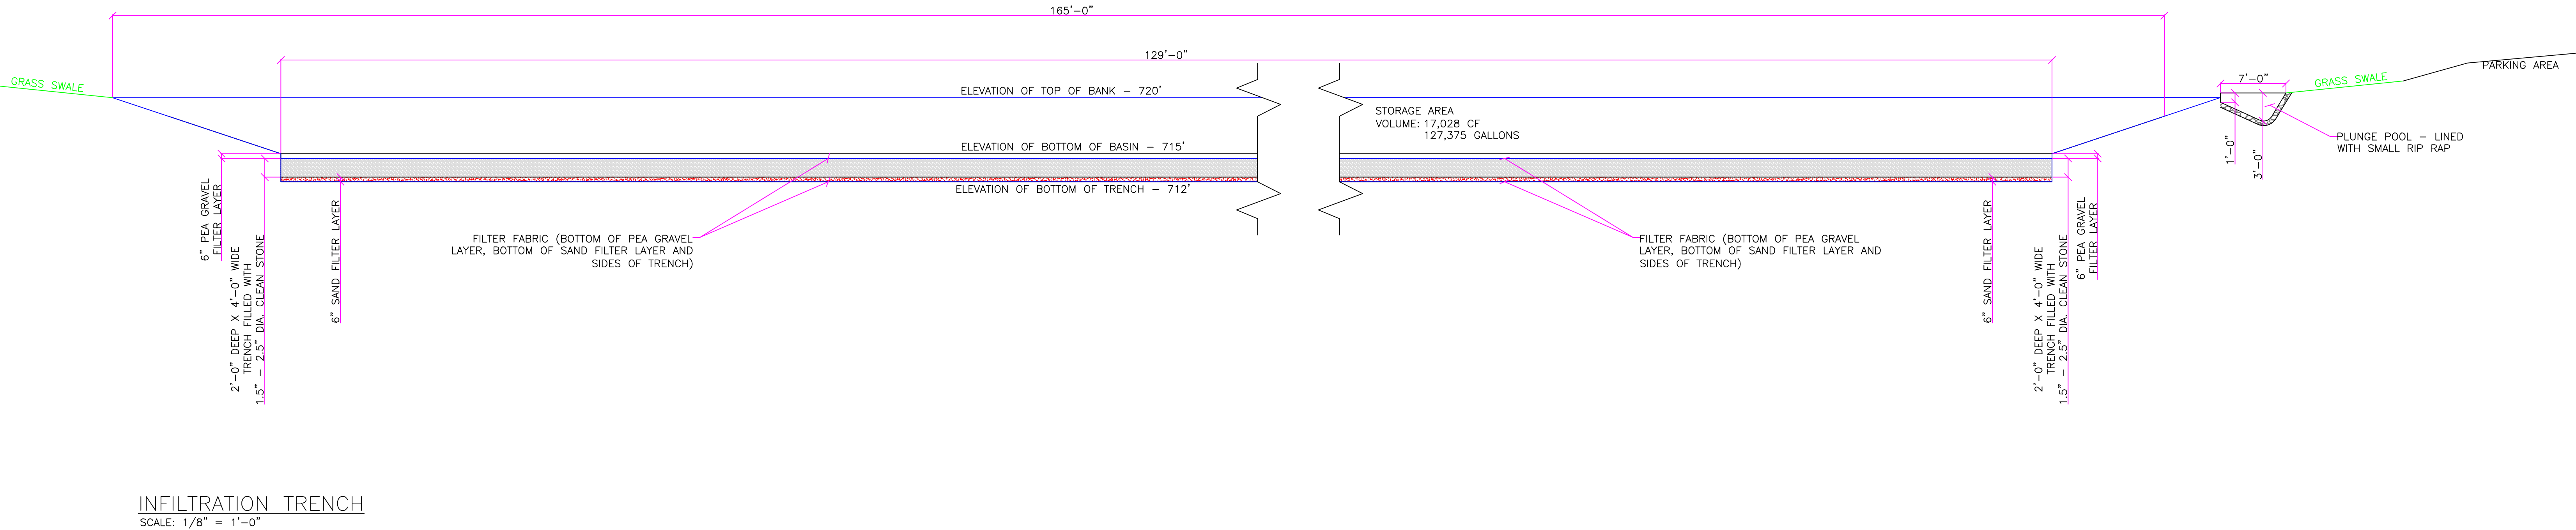 165'-0"
129'-0"
GRASS SWALE
ELEVATION OF TOP OF BANK - 720'
STORAGE AREA
VOLUME: 17,028 CF
127,375 GALLONS
7'-0"
GRASS SWALE
PARKING AREA
ELEVATION OF BOTTOM OF BASIN - 715'
PLUNGE POOL - LINED
WITH SMALL RIP RAP
1'-0"
3'-0"
ELEVATION OF BOTTOM OF TRENCH - 712'
6" PEA GRAVEL
FILTER LAYER
2'-0" DEEP X 4'-0" WIDE
TRENCH FILLED WITH
1.5" - 2.5" DIA. CLEAN STONE
6" SAND FILTER LAYER
FILTER FABRIC (BOTTOM OF PEA GRAVEL
LAYER, BOTTOM OF SAND FILTER LAYER AND
SIDES OF TRENCH)
FILTER FABRIC (BOTTOM OF PEA GRAVEL
LAYER, BOTTOM OF SAND FILTER LAYER AND
SIDES OF TRENCH)
6" SAND FILTER LAYER
2'-0" DEEP X 4'-0" WIDE
TRENCH FILLED WITH
1.5" - 2.5" DIA. CLEAN STONE
6" PEA GRAVEL
FILTER LAYER
INFILTRATION TRENCH
SCALE: 1/8" = 1'-0"